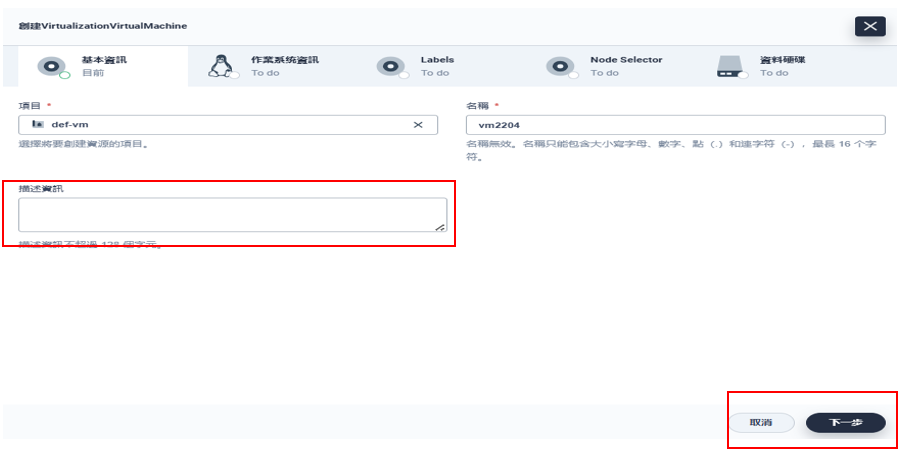 創建VirtualizationVirtualMachine
基本資訊
目前
作業系統資訊
To do
Labels
To do
Node Selector
To do
資料硬碟
To do
項目 *
def-vm
選擇將要創建資源的項目。
名稱 *
vm2204
名稱無效。名稱只能包含大小寫字母、數字、點（.）和連字符（-），最長 16 个字
符。
描述資訊
描述資訊不超過 128 個字元。
取消
下一步